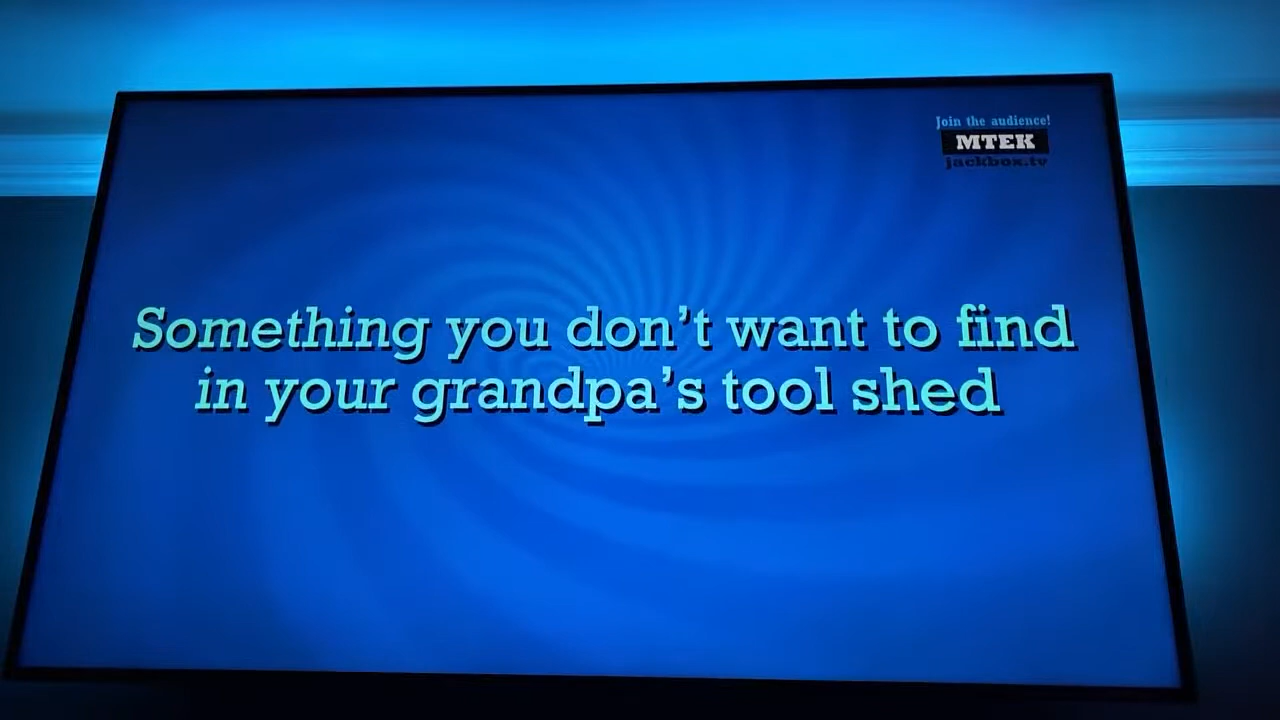 Join the audience!
MTEK
jackbox.tv
Something you don't want to find
in your grandpa's tool shed